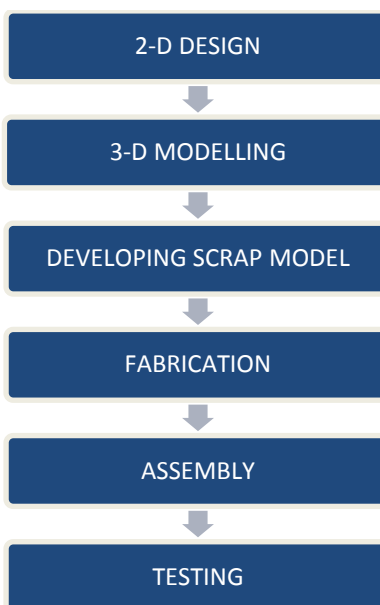 2-D DESIGN
3-D MODELLING
DEVELOPING SCRAP MODEL
FABRICATION
ASSEMBLY
TESTING